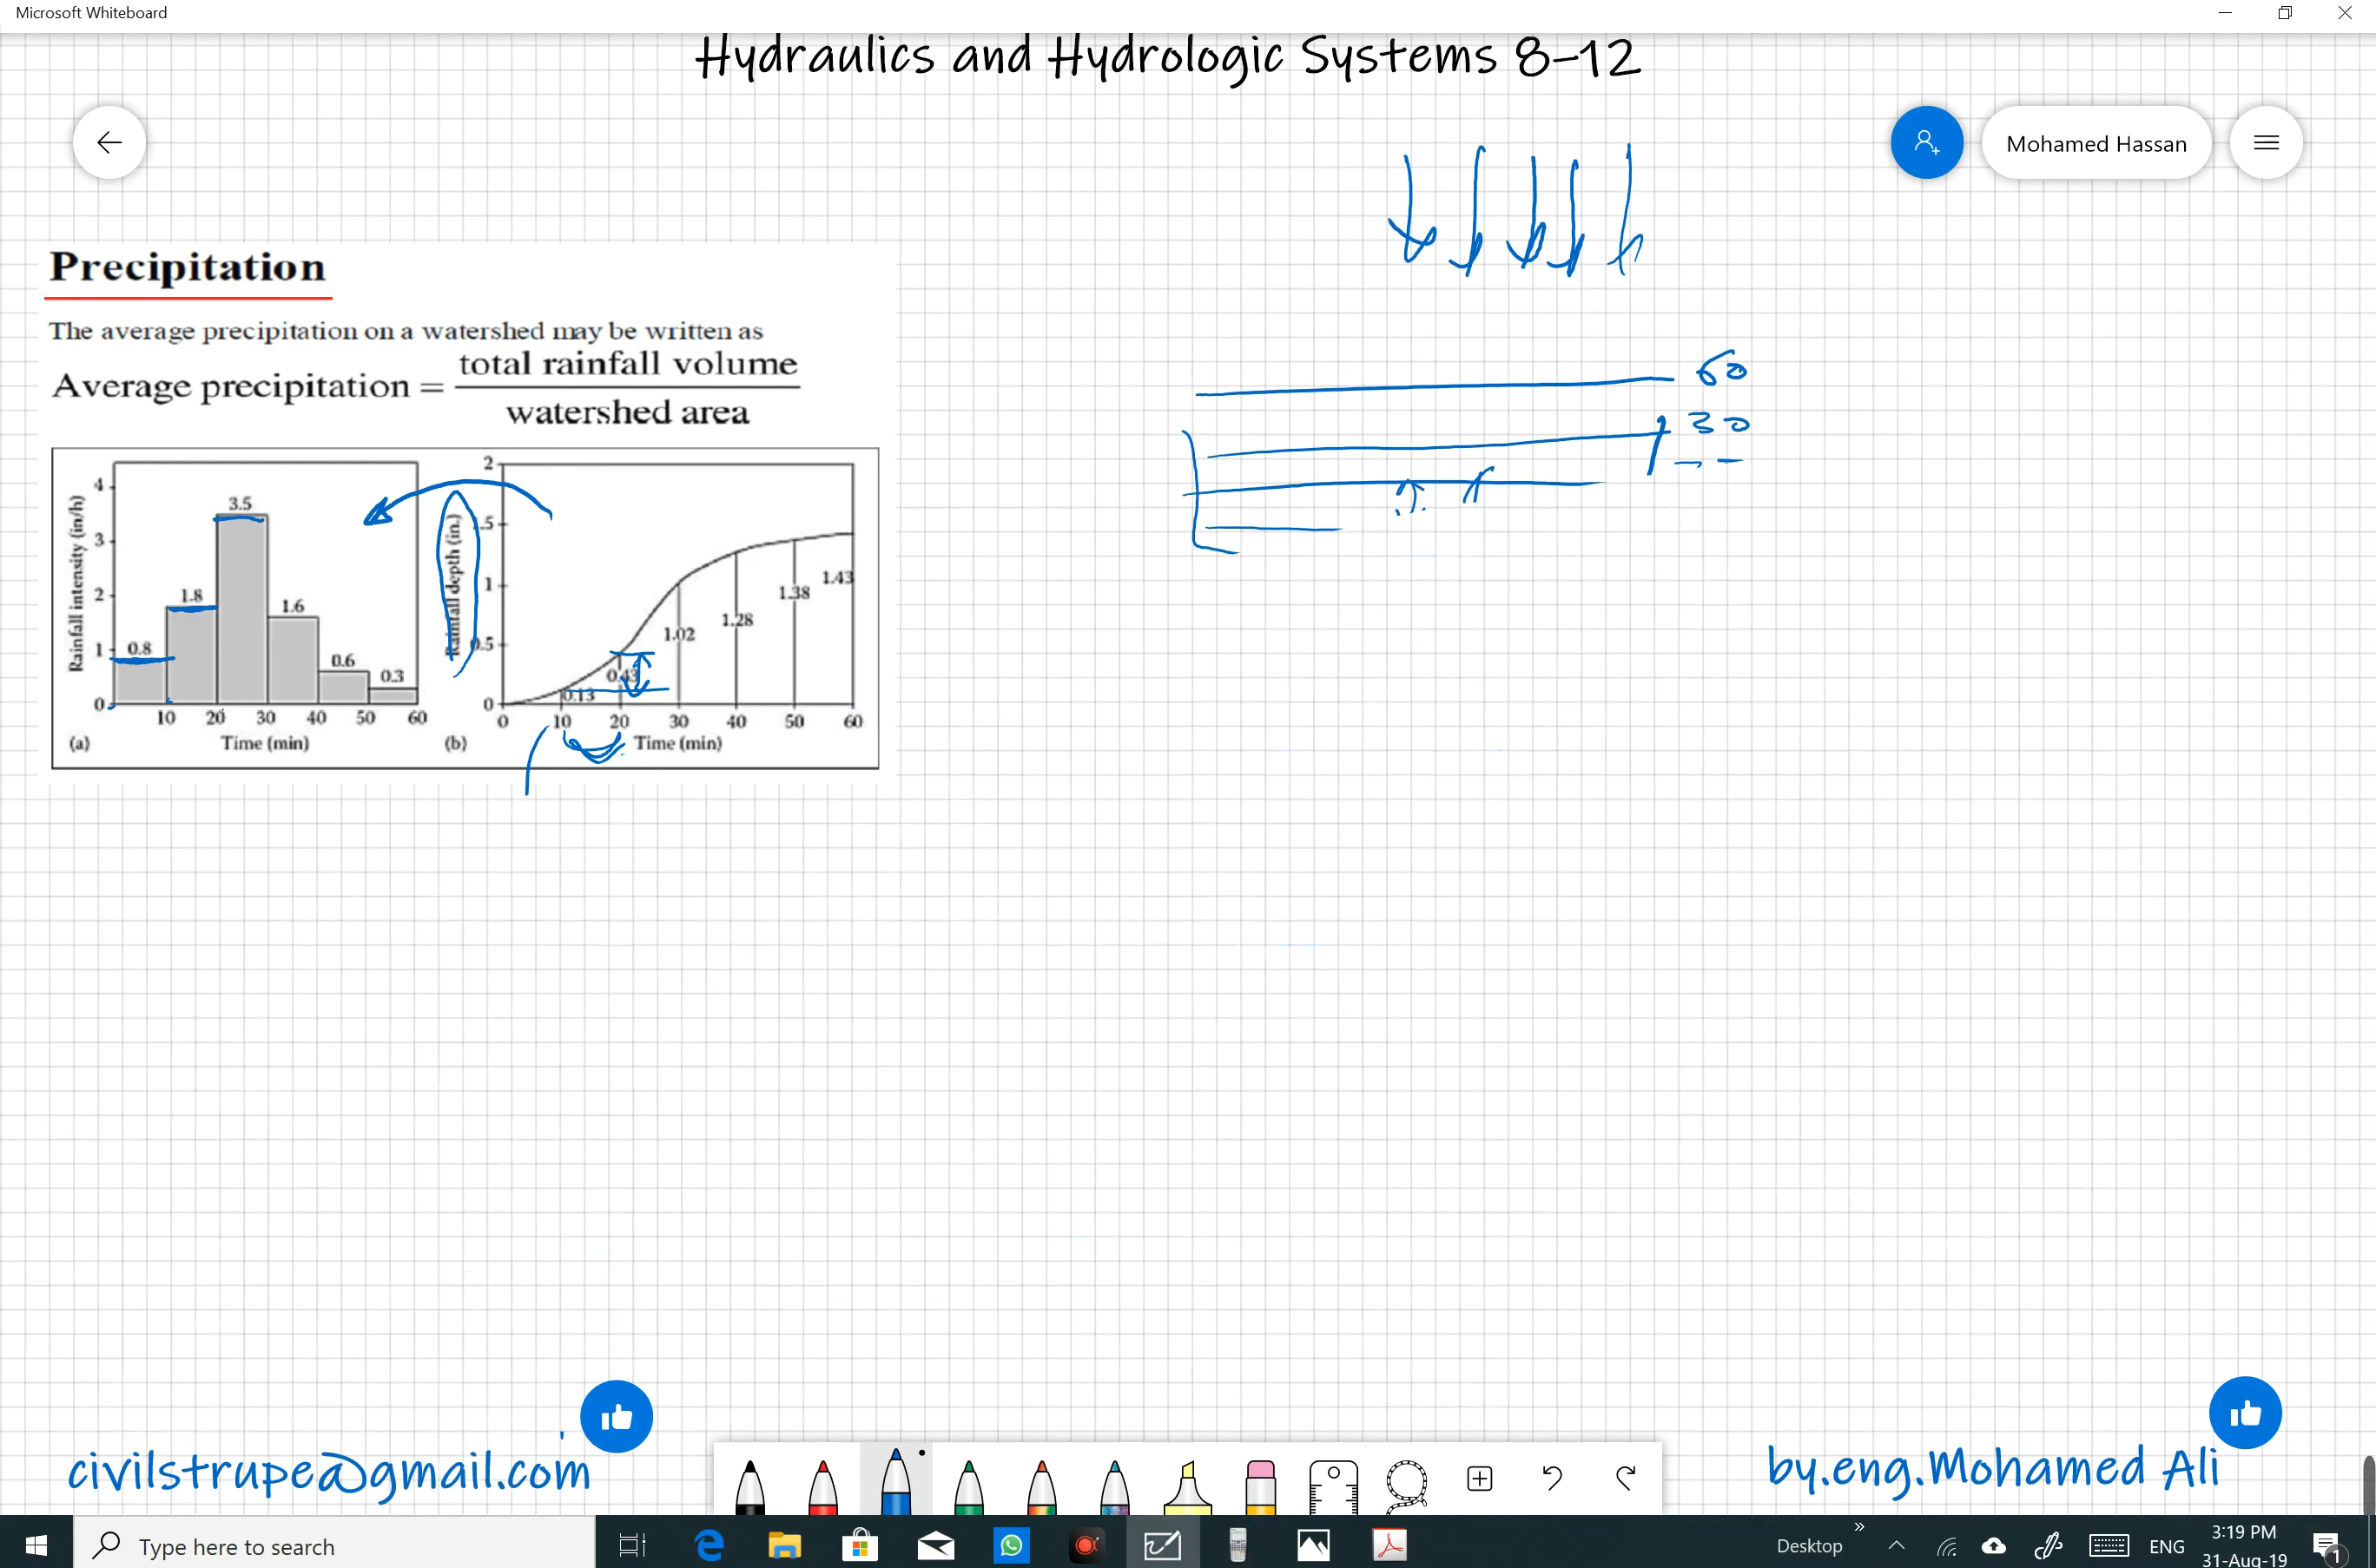 Microsoft Whiteboard
Hydraulics and Hydrologic Systems 8-12
Mohamed Hassan
Precipitation
The average precipitation on a watershed may be written as
Average precipitation = total rainfall volume
watershed area
60
30
Rainfall intensity (in/h)
4
3
2
1
0
0.8
1.8
3.5
1.6
0.6
0.3
10 20 30 40 50 60
(a) Time (min)
Rainfall depth (in.)
2
.5
1
0.5
0
0.13
0.43
1.02
1.28
1.38
1.43
0 10 20 30 40 50 60
(b) Time (min)
civilstrupe@gmail.com
by.eng.Mohamed Ali
Type here to search
Desktop
ENG
3:19 PM
31-Aug-19
1